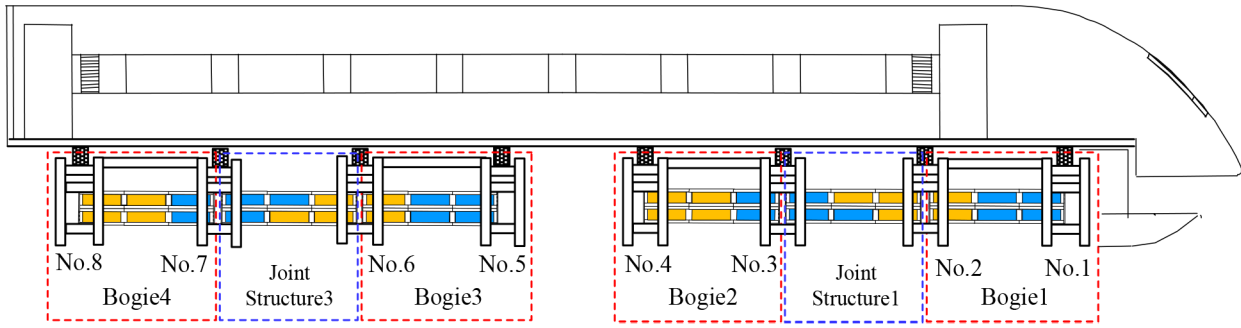 No.8 No.7 No.6 No.5 No.4 No.3 No.2 No.1
Joint Joint
Structure3 Structure1
Bogie4 Bogie3 Bogie2 Bogie1